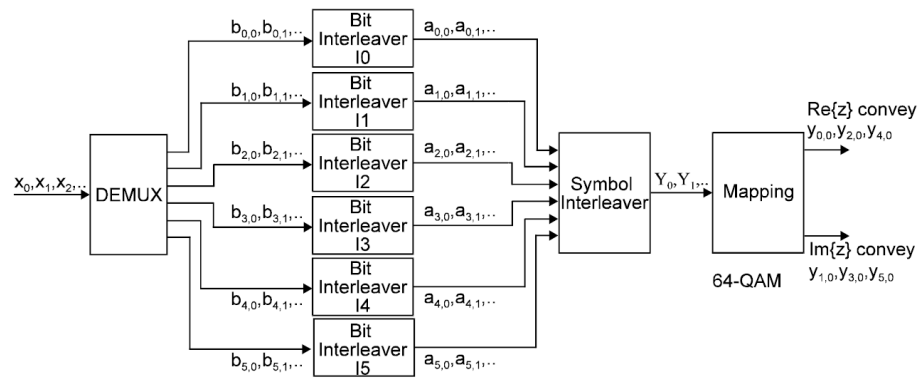 x0,x1,x2,..
DEMUX
b0,0,b0,1,..
Bit
Interleaver
I0
a0,0,a0,1,..
b1,0,b1,1,..
Bit
Interleaver
I1
a1,0,a1,1,..
b2,0,b2,1,..
Bit
Interleaver
I2
a2,0,a2,1,..
b3,0,b3,1,..
Bit
Interleaver
I3
a3,0,a3,1,..
b4,0,b4,1,..
Bit
Interleaver
I4
a4,0,a4,1,..
b5,0,b5,1,..
Bit
Interleaver
I5
a5,0,a5,1,..
Symbol
Interleaver
Y0,Y1,..
Mapping
64-QAM
Re{z} convey
y0,0,y2,0,y4,0
Im{z} convey
y1,0,y3,0,y5,0